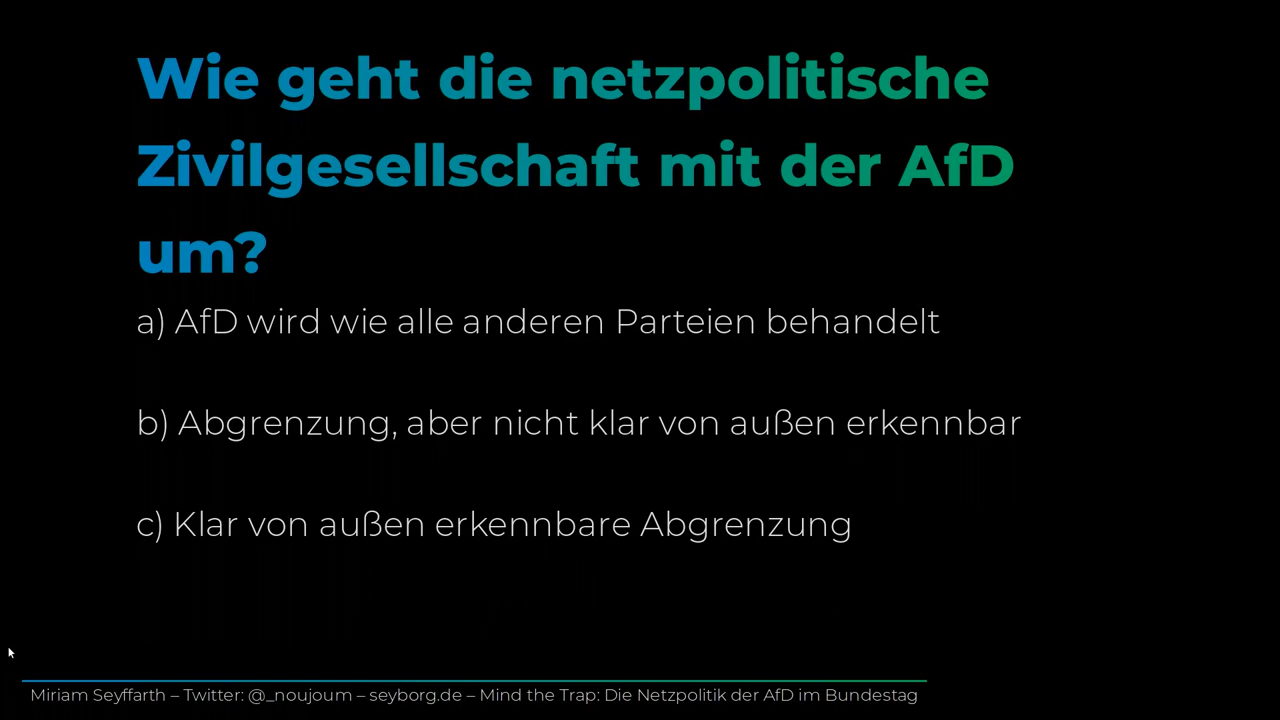 Wie geht die netzpolitische
Zivilgesellschaft mit der AfD
um?
a) AfD wird wie alle anderen Parteien behandelt
b) Abgrenzung, aber nicht klar von außen erkennbar
c) Klar von außen erkennbare Abgrenzung
Miriam Seyffarth – Twitter: @_noujoum – seyborg.de – Mind the Trap: Die Netzpolitik der AfD im Bundestag